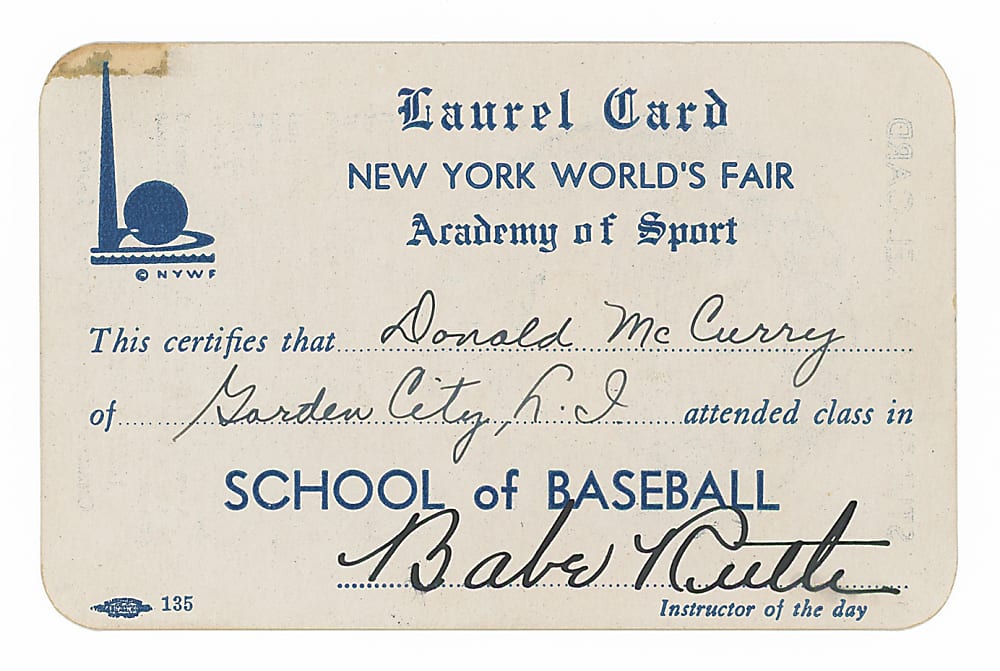 Laurel Card
NEW YORK WORLD'S FAIR
Academy of Sport
© NYWF
This certifies that Donald McCurry
of Garden City, L.I. attended class in
SCHOOL of BASEBALL
Babe Ruth
Instructor of the day
135